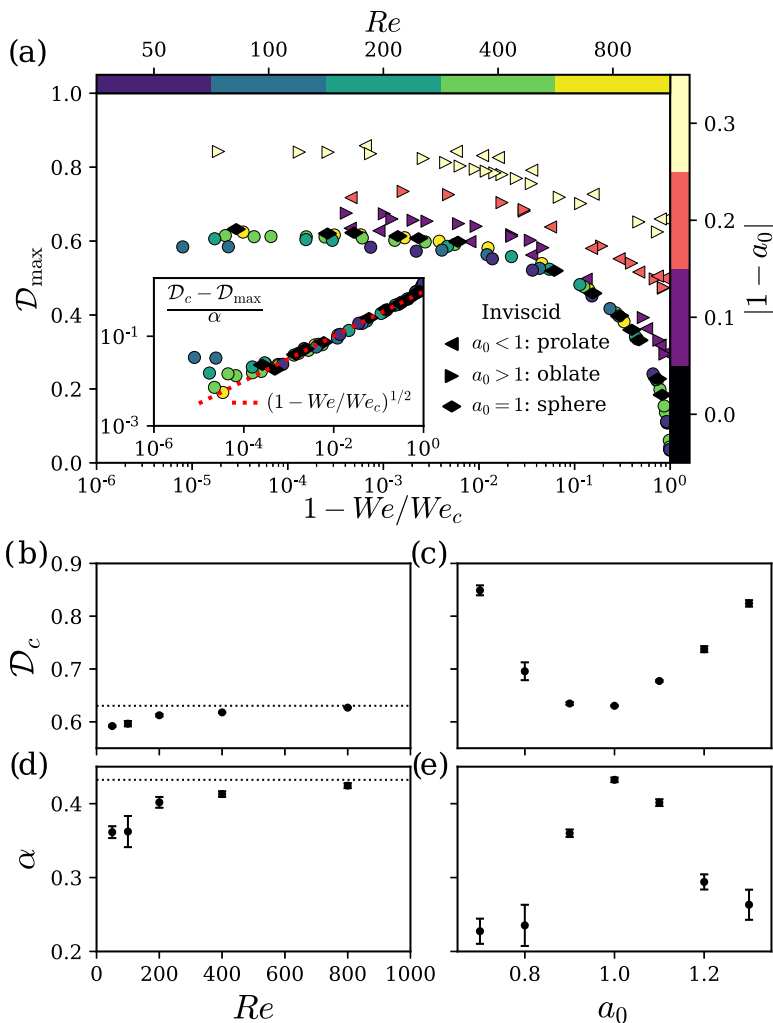 Re
50 100 200 400 800
(a)
1.0
0.8
0.6
0.4
0.2
0.0
𝒟max
10⁻⁶ 10⁻⁵ 10⁻⁴ 10⁻³ 10⁻² 10⁻¹ 10⁰
1 − We/We_c
0.3
0.2
0.1
0.0
|1 − a₀|
(𝒟_c − 𝒟max)/α
10⁻¹
10⁻³
10⁻⁶ 10⁻⁴ 10⁻² 10⁰
(1 − We/We_c)^1/2
Inviscid
a₀ < 1: prolate
a₀ > 1: oblate
a₀ = 1: sphere
(b)
0.9
0.8
0.7
0.6
𝒟_c
(c)
(d)
0.4
0.3
0.2
α
0 200 400 600 800 1000
Re
(e)
0.8 1.0 1.2
a₀